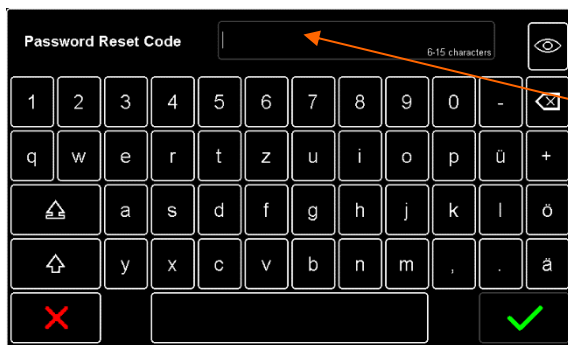 Password Reset Code
6-15 characters
1 2 3 4 5 6 7 8 9 0 -
q w e r t z u i o p ü +
a s d f g h j k l ö
y x c v b n m , . ä